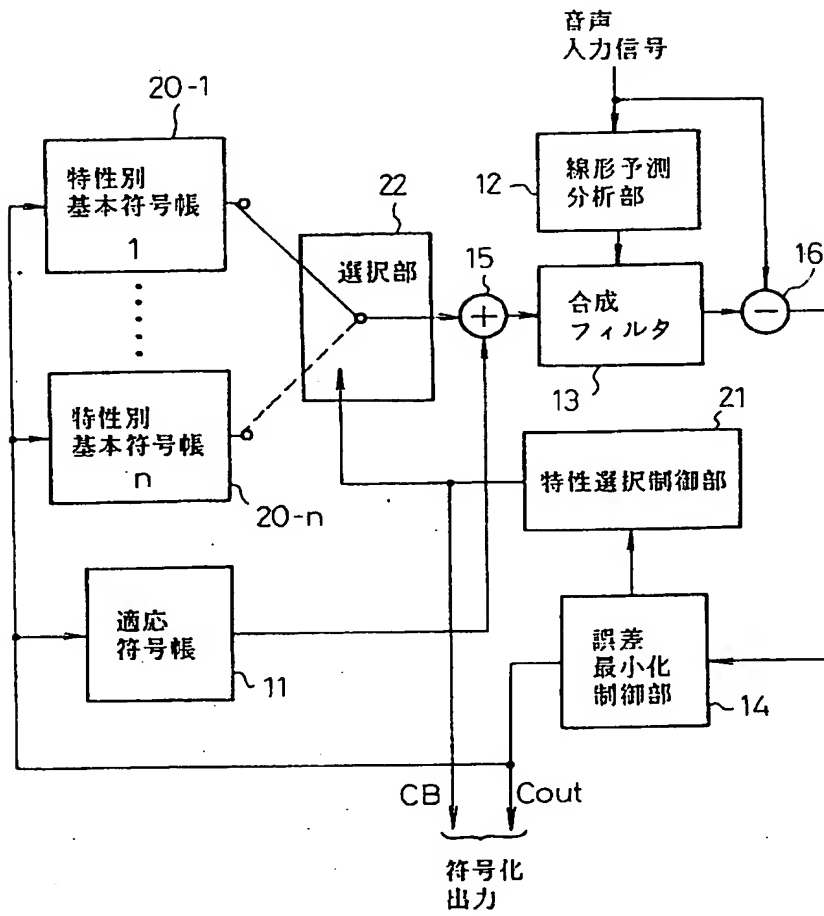 音声
入力信号
20-1
特性別
基本符号帳
1
22
選択部
15
+
12
線形予測
分析部
16
−
合成
フィルタ
13
特性別
基本符号帳
n
20-n
21
特性選択制御部
適応
符号帳
11
誤差
最小化
制御部
14
CB
Cout
符号化
出力